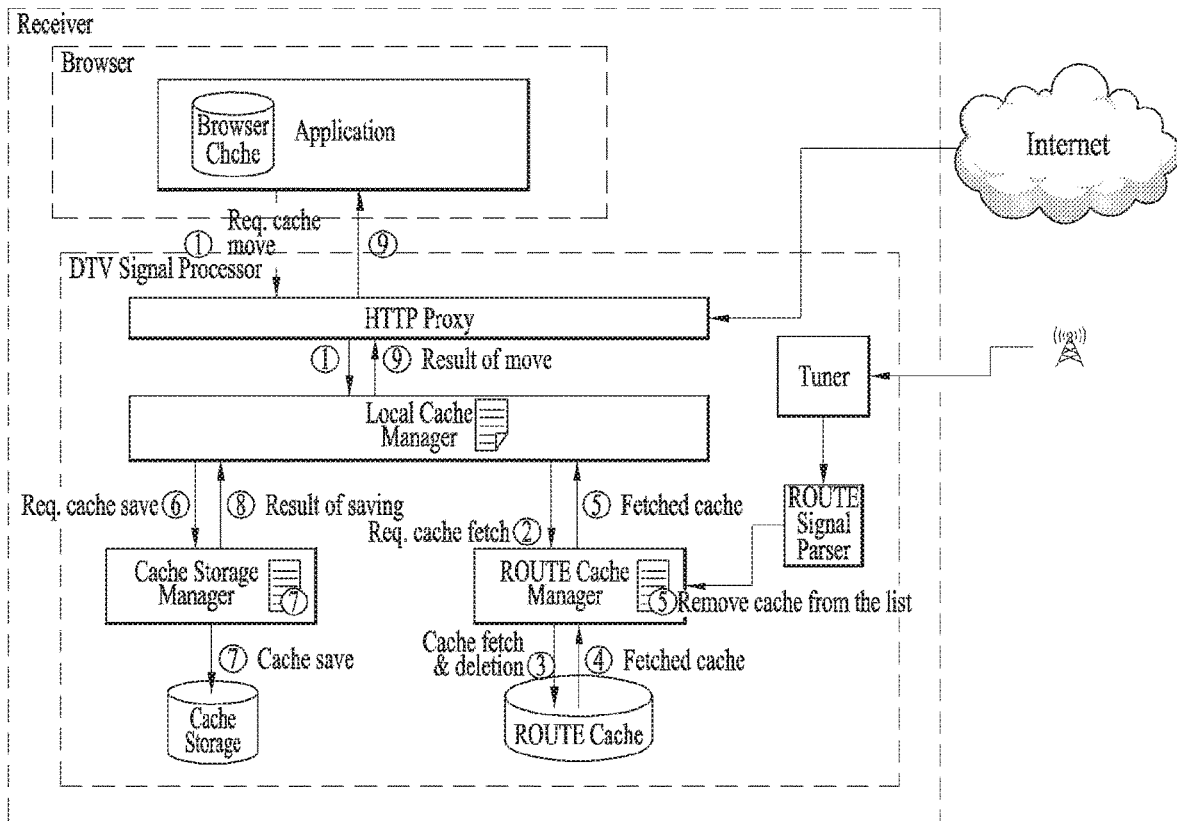 Receiver
Browser
Browser
Chche
Application
Internet
Req. cache
① move
⑨
DTV Signal Processor
HTTP Proxy
①
⑨ Result of move
Tuner
Local Cache
Manager
Req. cache save ⑥
⑧ Result of saving
⑤ Fetched cache
Req. cache fetch ②
ROUTE
Signal
Parser
Cache Storage
Manager
⑦
ROUTE Cache
Manager
⑤ Remove cache from the list
⑦ Cache save
Cache fetch
& deletion ③
④ Fetched cache
Cache
Storage
ROUTE Cache